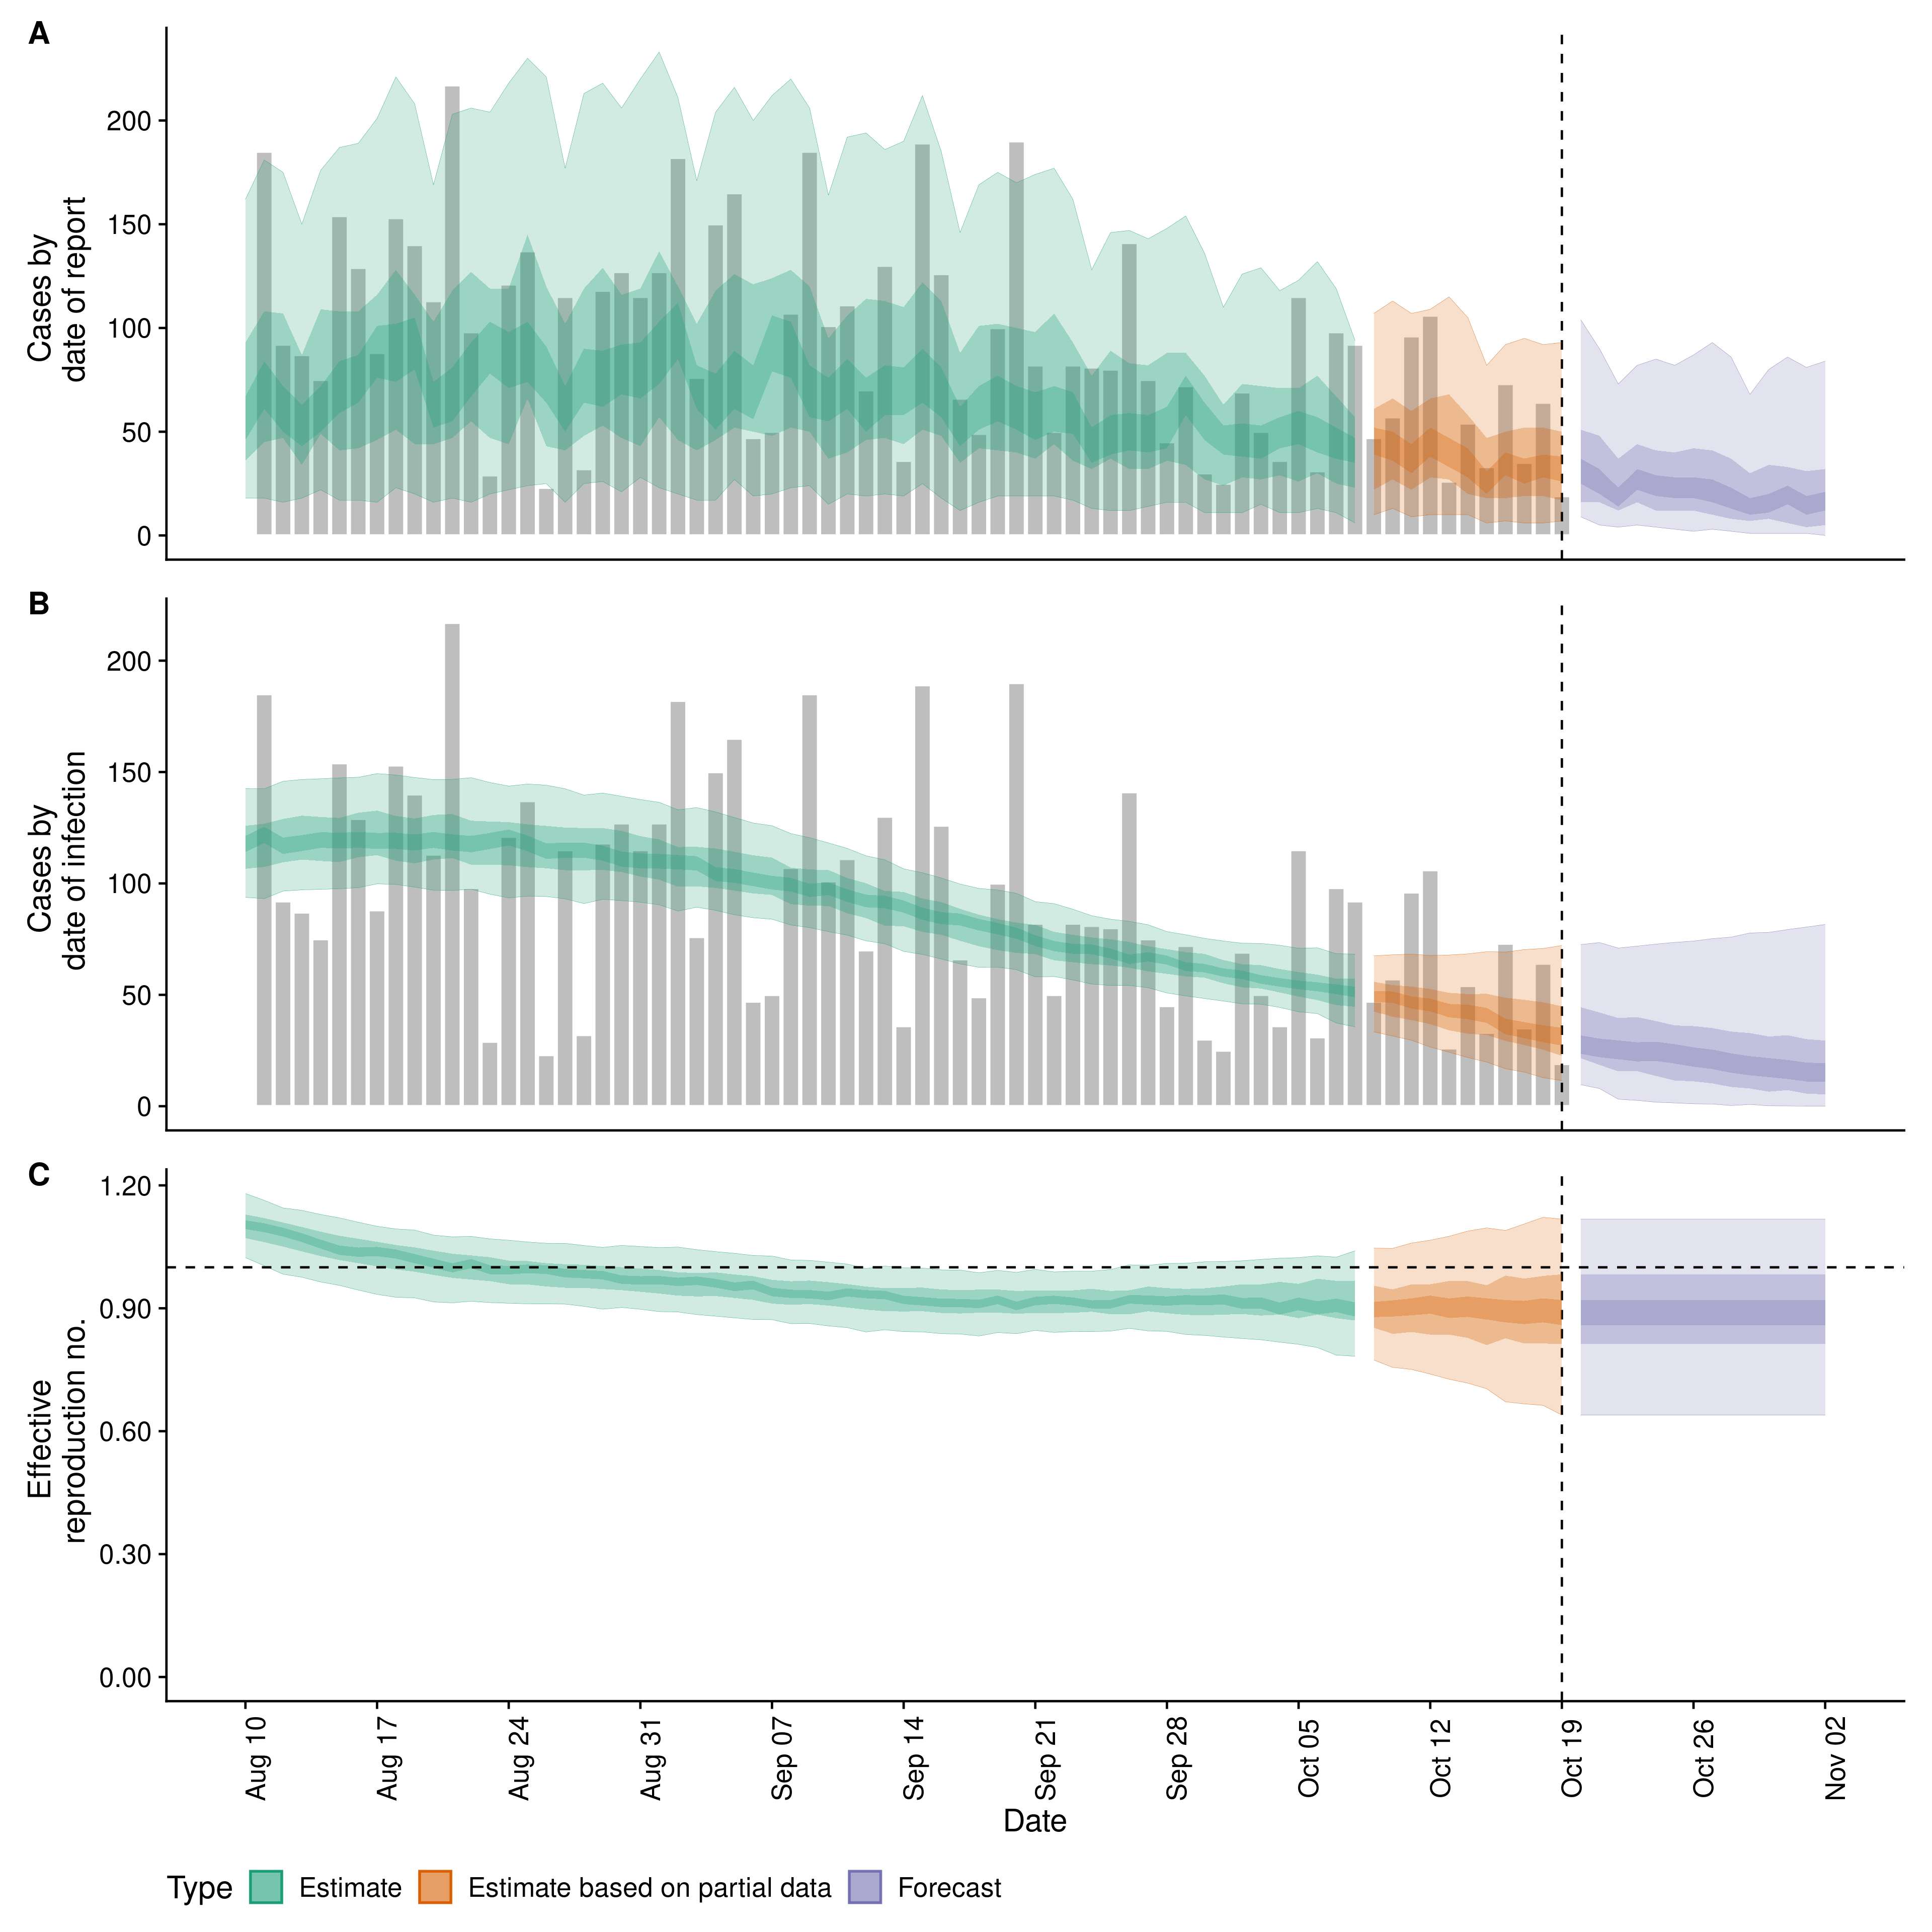 A
Cases by
date of report
200
150
100
50
0
B
Cases by
date of infection
200
150
100
50
0
C
Effective
reproduction no.
1.20
0.90
0.60
0.30
0.00
Aug 10
Aug 17
Aug 24
Aug 31
Sep 07
Sep 14
Sep 21
Sep 28
Oct 05
Oct 12
Oct 19
Oct 26
Nov 02
Date
Type Estimate Estimate based on partial data Forecast